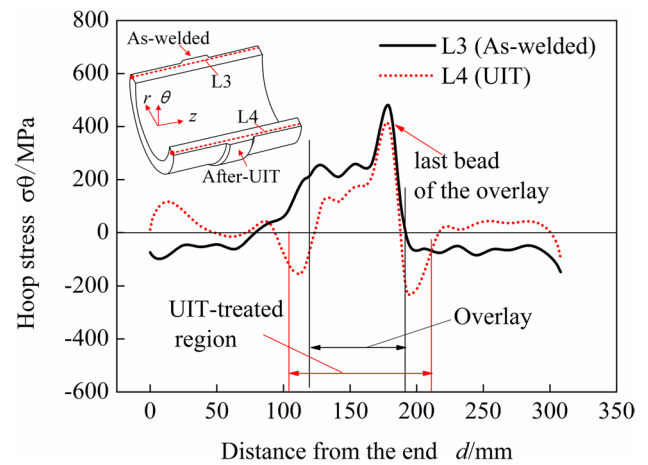 800
600
400
200
0
-200
-400
-600
0
50
100
150
200
250
300
350
Hoop stress σθ/MPa
Distance from the end d/mm
L3 (As-welded)
L4 (UIT)
As-welded
L3
r θ
z
L4
After-UIT
last bead
of the overlay
UIT-treated
region
Overlay